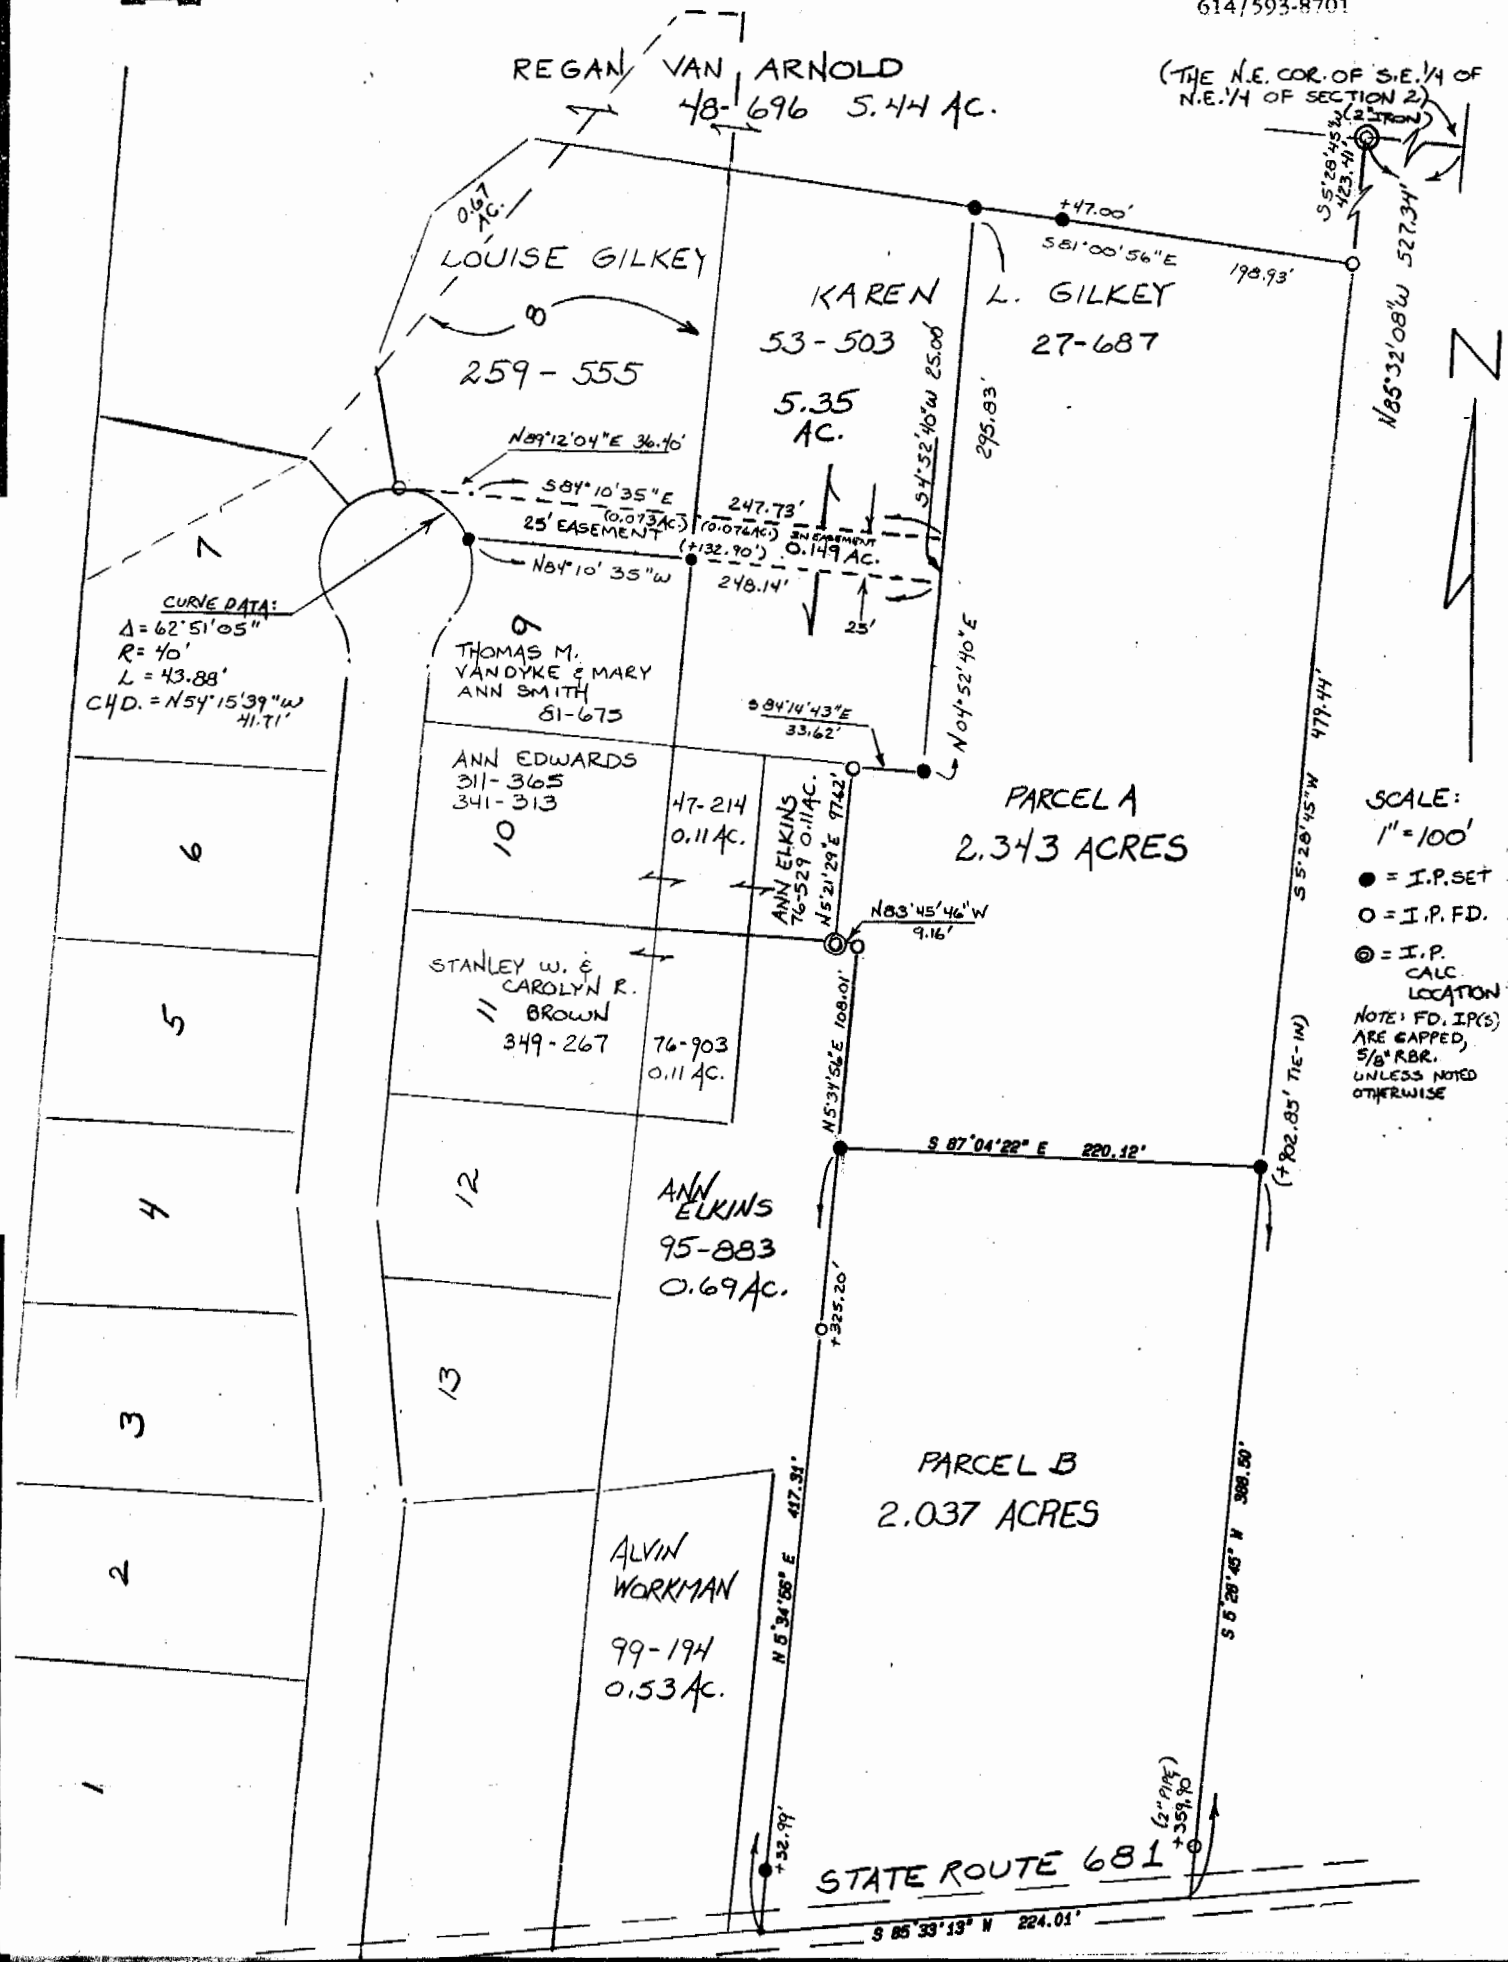 614/593-8701
REGAN VAN ARNOLD
48-696 5.44 AC.
(THE N.E. COR. OF S.E. 1/4 OF
N.E. 1/4 OF SECTION 2)
(2" IRON)
S 5°28'45"W
423.41'
N85°32'08"W 527.34'
0.67
AC.
LOUISE GILKEY
8
259-555
+47.00'
S81°00'56"E
198.93'
KAREN L. GILKEY
53-503
27-687
5.35
AC.
S4°52'40"W 25.00'
295.83'
N
N89°12'04"E 36.40'
S84°10'35"E
247.73'
(0.073AC.)
(0.076AC.)
IN EASEMENT
0.149 AC.
25' EASEMENT
(+132.90')
N84°10'35"W
248.14'
25'
7
CURVE DATA:
Δ=62°51'05"
R=40'
L=43.88'
CHD.=N54°15'39"W
41.71'
9
THOMAS M.
VANDYKE & MARY
ANN SMITH
81-675
N04°52'40"E
S84°14'43"E
33.62'
S 5°28'45"W 479.44'
ANN EDWARDS
311-365
341-313
10
47-214
0.11 AC.
ANN ELKINS
76-529 0.11AC.
N5°21'29"E 97.62'
PARCEL A
2.343 ACRES
SCALE:
1"=100'
● = I.P. SET
○ = I.P. FD.
◎ = I.P.
CALC.
LOCATION
NOTE: FD. IP(S)
ARE CAPPED,
5/8" RBR.
UNLESS NOTED
OTHERWISE
N83°45'46"W
9.16'
6
5
STANLEY W. &
CAROLYN R.
BROWN
11
349-267
76-903
0.11 AC.
N5°34'56"E 108.01'
(+902.85' TIE-IN)
S 87°04'22" E 220.12'
4
12
ANN
ELKINS
95-883
0.69 AC.
+325.20'
3
13
PARCEL B
2.037 ACRES
N 5°34'56" E 417.31'
S 5°28'45" W 388.50'
2
ALVIN
WORKMAN
99-194
0.53 AC.
1
+32.99'
(2" PIPE)
+359.90
STATE ROUTE 681
S 85°33'13" W 224.01'